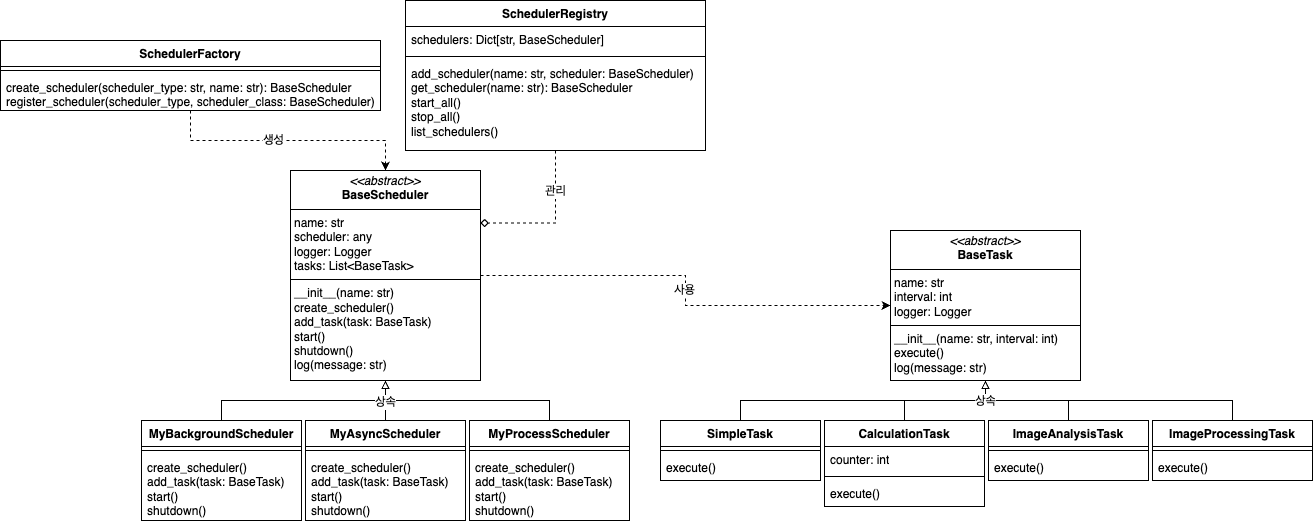 SchedulerRegistry
schedulers: Dict[str, BaseScheduler]
add_scheduler(name: str, scheduler: BaseScheduler)
get_scheduler(name: str): BaseScheduler
start_all()
stop_all()
list_schedulers()
SchedulerFactory
create_scheduler(scheduler_type: str, name: str): BaseScheduler
register_scheduler(scheduler_type, scheduler_class: BaseScheduler)
생성
관리
<<abstract>>
BaseScheduler
name: str
scheduler: any
logger: Logger
tasks: List<BaseTask>
__init__(name: str)
create_scheduler()
add_task(task: BaseTask)
start()
shutdown()
log(message: str)
사용
<<abstract>>
BaseTask
name: str
interval: int
logger: Logger
__init__(name: str, interval: int)
execute()
log(message: str)
상속
MyBackgroundScheduler
create_scheduler()
add_task(task: BaseTask)
start()
shutdown()
MyAsyncScheduler
create_scheduler()
add_task(task: BaseTask)
start()
shutdown()
MyProcessScheduler
create_scheduler()
add_task(task: BaseTask)
start()
shutdown()
상속
SimpleTask
execute()
CalculationTask
counter: int
execute()
ImageAnalysisTask
execute()
ImageProcessingTask
execute()